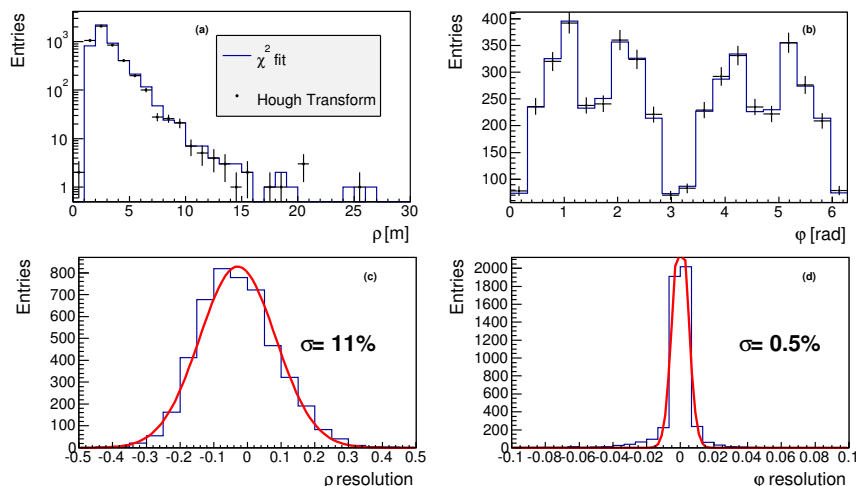 Entries
(a)
χ² fit
Hough Transform
10³
10²
10
1
0 5 10 15 20 25 30
ρ [m]
Entries
(b)
400
350
300
250
200
150
100
0 1 2 3 4 5 6
φ [rad]
Entries
(c)
800
700
600
500
400
300
200
100
0
σ= 11%
-0.5 -0.4 -0.3 -0.2 -0.1 0 0.1 0.2 0.3 0.4 0.5
ρ resolution
Entries
(d)
2000
1800
1600
1400
1200
1000
800
600
400
200
0
σ= 0.5%
-0.1 -0.08 -0.06 -0.04 -0.02 0 0.02 0.04 0.06 0.08 0.1
φ resolution